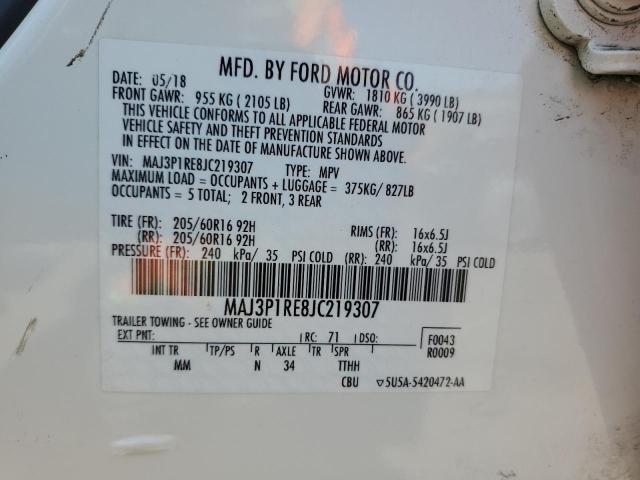 MFD. BY FORD MOTOR CO.
DATE: 05/18 GVWR: 1810 KG ( 3990 LB)
FRONT GAWR: 955 KG ( 2105 LB) REAR GAWR: 865 KG ( 1907 LB)
THIS VEHICLE CONFORMS TO ALL APPLICABLE FEDERAL MOTOR
VEHICLE SAFETY AND THEFT PREVENTION STANDARDS
IN EFFECT ON THE DATE OF MANUFACTURE SHOWN ABOVE.
VIN: MAJ3P1RE8JC219307 TYPE: MPV
MAXIMUM LOAD = OCCUPANTS + LUGGAGE = 375KG/ 827LB
OCCUPANTS = 5 TOTAL; 2 FRONT, 3 REAR
TIRE (FR): 205/60R16 92H RIMS (FR): 16x6.5J
(RR): 205/60R16 92H (RR): 16x6.5J
PRESSURE (FR): 240 kPa/ 35 PSI COLD (RR): 240 kPa/ 35 PSI COLD
MAJ3P1RE8JC219307
TRAILER TOWING - SEE OWNER GUIDE
EXT PNT: RC: 71 DSO: F0043
R0009
INT TR TP/PS R AXLE TR SPR
MM N 34 TTHH
CBU ▽5U5A-5420472-AA